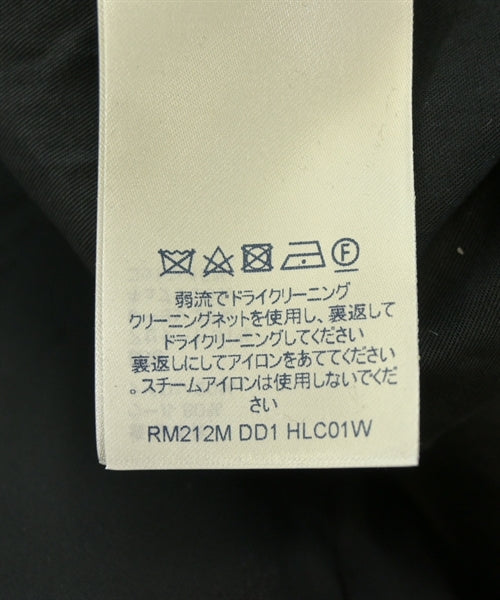 F
弱流でドライクリーニング
クリーニングネットを使用し、裏返して
ドライクリーニングしてください
裏返しにしてアイロンをあててください
。スチームアイロンは使用しないでくだ
さい
RM212M DD1 HLC01W